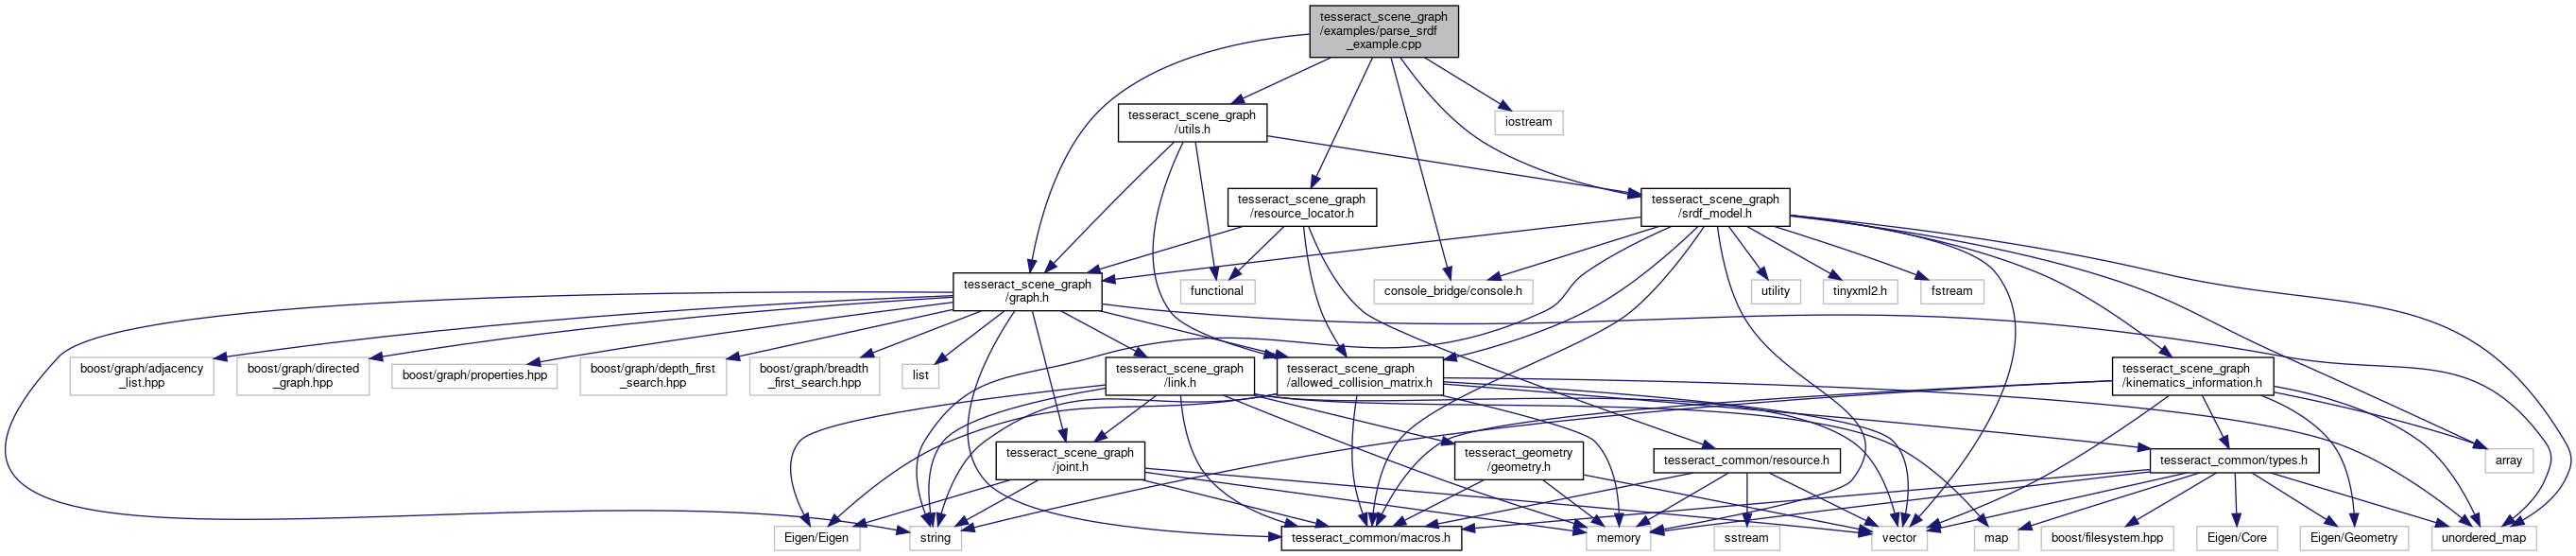 tesseract_scene_graph
/examples/parse_srdf
_example.cpp
tesseract_scene_graph
/utils.h
iostream
tesseract_scene_graph
/resource_locator.h
tesseract_scene_graph
/srdf_model.h
tesseract_scene_graph
/graph.h
functional
console_bridge/console.h
utility
tinyxml2.h
fstream
boost/graph/adjacency
_list.hpp
boost/graph/directed
_graph.hpp
boost/graph/properties.hpp
boost/graph/depth_first
_search.hpp
boost/graph/breadth
_first_search.hpp
list
tesseract_scene_graph
/link.h
tesseract_scene_graph
/allowed_collision_matrix.h
tesseract_scene_graph
/kinematics_information.h
tesseract_scene_graph
/joint.h
tesseract_geometry
/geometry.h
tesseract_common/resource.h
tesseract_common/types.h
array
Eigen/Eigen
string
tesseract_common/macros.h
memory
sstream
vector
map
boost/filesystem.hpp
Eigen/Core
Eigen/Geometry
unordered_map